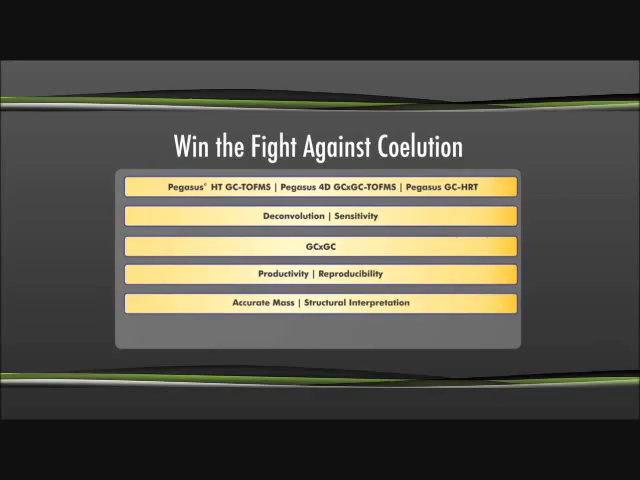 Win the Fight Against Coelution
Pegasus® HT GC-TOFMS | Pegasus 4D GCxGC-TOFMS | Pegasus GC-HRT
Deconvolution | Sensitivity
GCxGC
Productivity | Reproducibility
Accurate Mass | Structural Interpretation